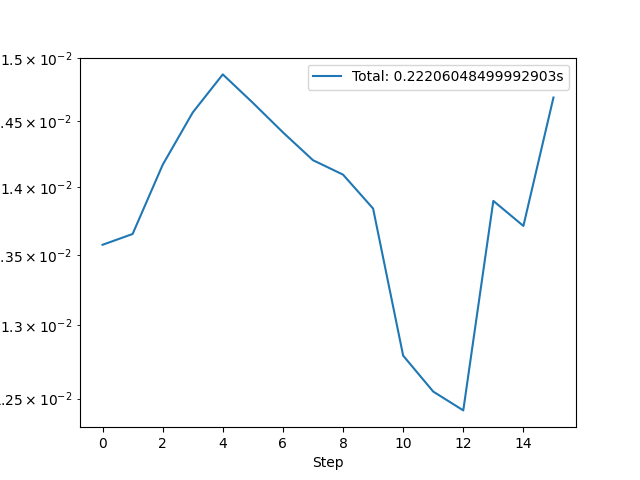 1.5 × 10⁻²
.45 × 10⁻²
1.4 × 10⁻²
.35 × 10⁻²
1.3 × 10⁻²
.25 × 10⁻²
Total: 0.22206048499992903s
0 2 4 6 8 10 12 14
Step